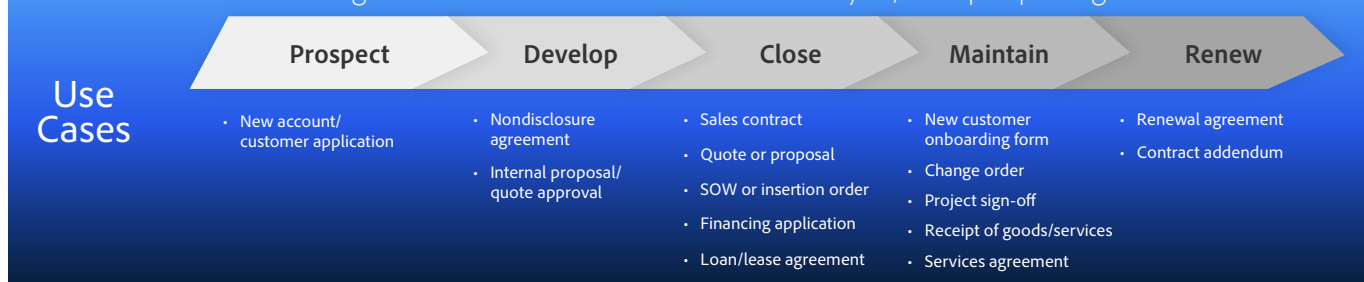 Prospect
Develop
Close
Maintain
Renew
Use
Cases
• New account/
customer application
• Nondisclosure
agreement
• Internal proposal/
quote approval
• Sales contract
• Quote or proposal
• SOW or insertion order
• Financing application
• Loan/lease agreement
• New customer
onboarding form
• Change order
• Project sign-off
• Receipt of goods/services
• Services agreement
• Renewal agreement
• Contract addendum